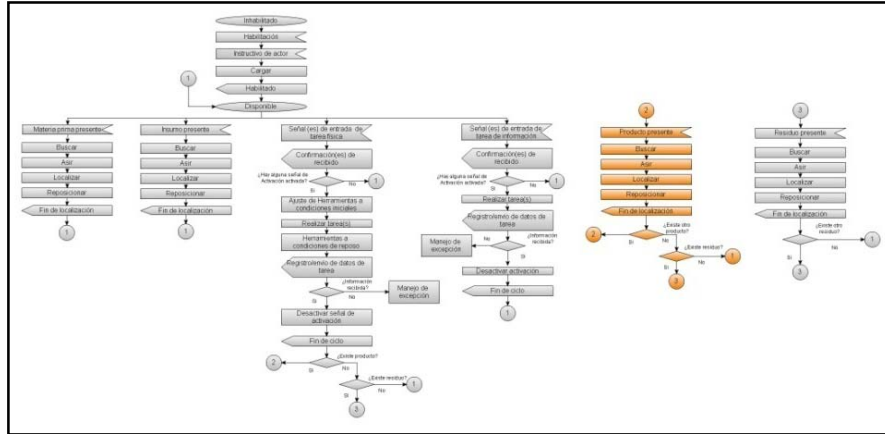 Inhabilitado
Habilitación
Instructivo de actor
Cargar
Habilitado
1
Disponible
Materia prima presente
Buscar
Asir
Localizar
Reposicionar
Fin de localización
1
Insumo presente
Buscar
Asir
Localizar
Reposicionar
Fin de localización
1
Señal (es) de entrada de
tarea física
Confirmación(es) de
recibido
¿Hay alguna señal de
Activación activada?
Si
No
1
Ajuste de Herramientas a
condiciones iniciales
Realizar tarea(s)
Herramientas a
condiciones de reposo
Registro/envío de datos de
tarea
¿Información
recibida?
Si
No
Manejo de
excepción
Desactivar señal de
activación
Fin de ciclo
¿Existe producto?
2
Si
No
¿Existe residuo?
1
Si
No
3
Señal (es) de entrada de
tarea de información
Confirmación(es) de
recibido
¿Hay alguna señal de
Activación activada?
Si
No
1
Realizar tarea(s)
Registro/envío de datos de
tarea
¿Información
recibida?
Manejo de
excepción
No
Si
Desactivar activación
Fin de ciclo
1
2
Producto presente
Buscar
Asir
Localizar
Reposicionar
Fin de localización
¿Existe otro
producto?
2
Si
No
¿Existe residuo?
1
Si
No
3
3
Residuo presente
Buscar
Asir
Localizar
Reposicionar
Fin de localización
¿Existe otro
residuo?
1
Si
No
3